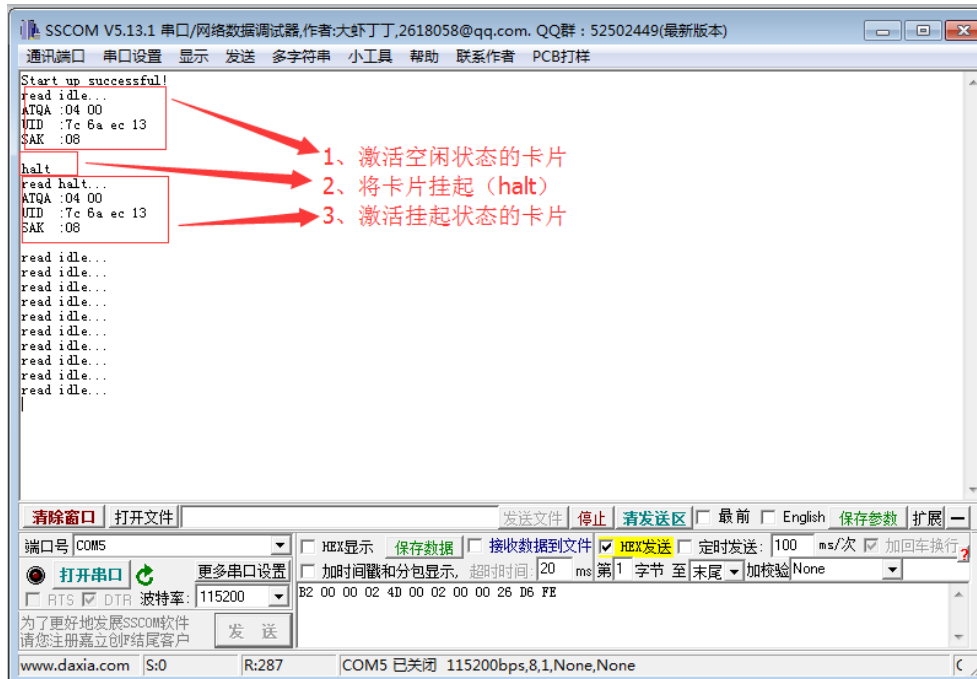 SSCOM V5.13.1 串口/网络数据调试器,作者:大虾丁丁,2618058@qq.com. QQ群：52502449(最新版本)
通讯端口 串口设置 显示 发送 多字符串 小工具 帮助 联系作者 PCB打样
Start up successful!
read idle...
ATQA :04 00
UID :7c 6a ec 13
SAK :08
1、激活空闲状态的卡片
halt
2、将卡片挂起（halt）
read halt...
ATQA :04 00
UID :7c 6a ec 13
3、激活挂起状态的卡片
SAK :08
read idle...
read idle...
read idle...
read idle...
read idle...
read idle...
read idle...
read idle...
read idle...
read idle...
清除窗口 打开文件 发送文件 停止 清发送区 最前 English 保存参数 扩展 —
端口号 COM5 HEX显示 保存数据 接收数据到文件 HEX发送 定时发送: 100 ms/次 加回车换行
打开串口 更多串口设置 加时间戳和分包显示, 超时时间: 20 ms 第 1 字节 至 末尾 加校验 None
RTS DTR 波特率: 115200 B2 00 00 02 4D 00 02 00 00 26 D6 FE
为了更好地发展SSCOM软件
请您注册嘉立创F结尾客户
发 送
www.daxia.com S:0 R:287 COM5 已关闭 115200bps,8,1,None,None